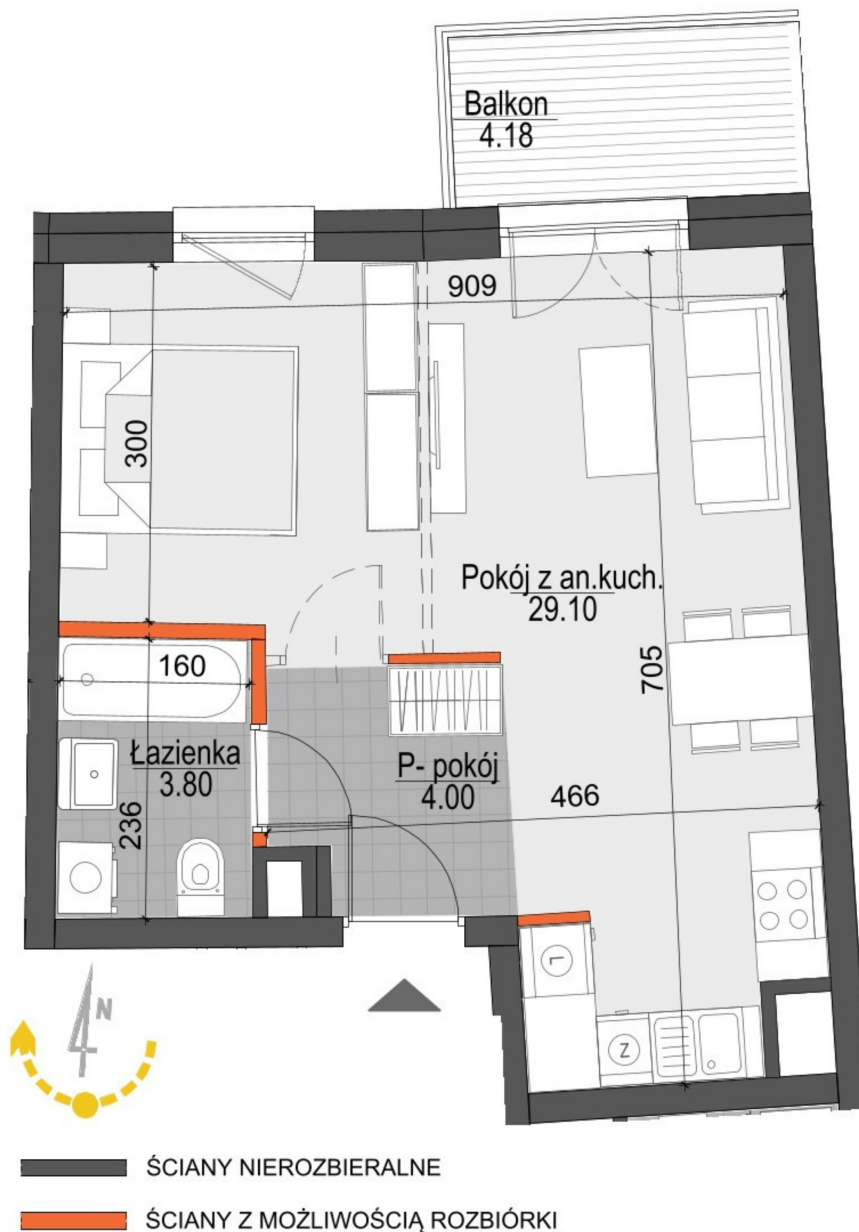 Balkon
4.18
909
300
Pokój z an.kuch.
29.10
160
705
Łazienka
3.80
P- pokój
4.00
466
236
L
Z
N
ŚCIANY NIEROZBIERALNE
ŚCIANY Z MOŻLIWOŚCIĄ ROZBIÓRKI